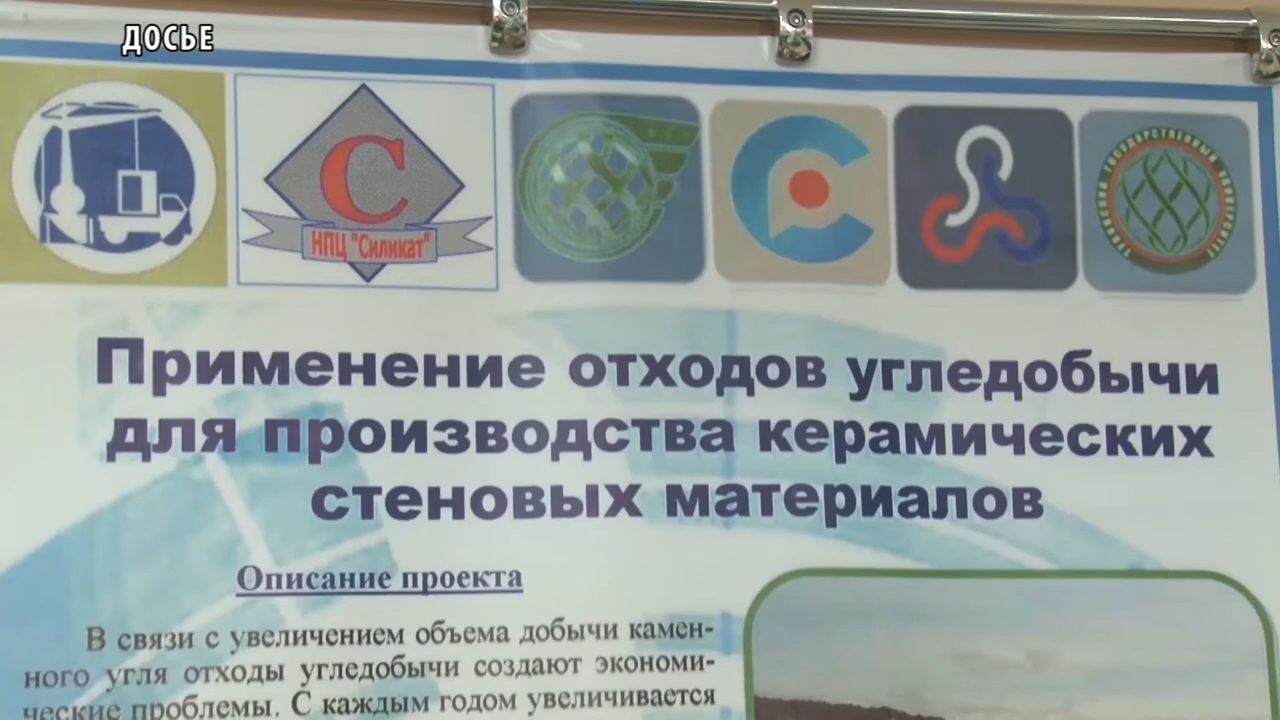 ДОСЬЕ
С
НПЦ "Силикат"
Применение отходов угледобычи
для производства керамических
стеновых материалов
Описание проекта
В связи с увеличением объема добычи камен-
ного угля отходы угледобычи создают экономи-
ческие проблемы. С каждым годом увеличивается